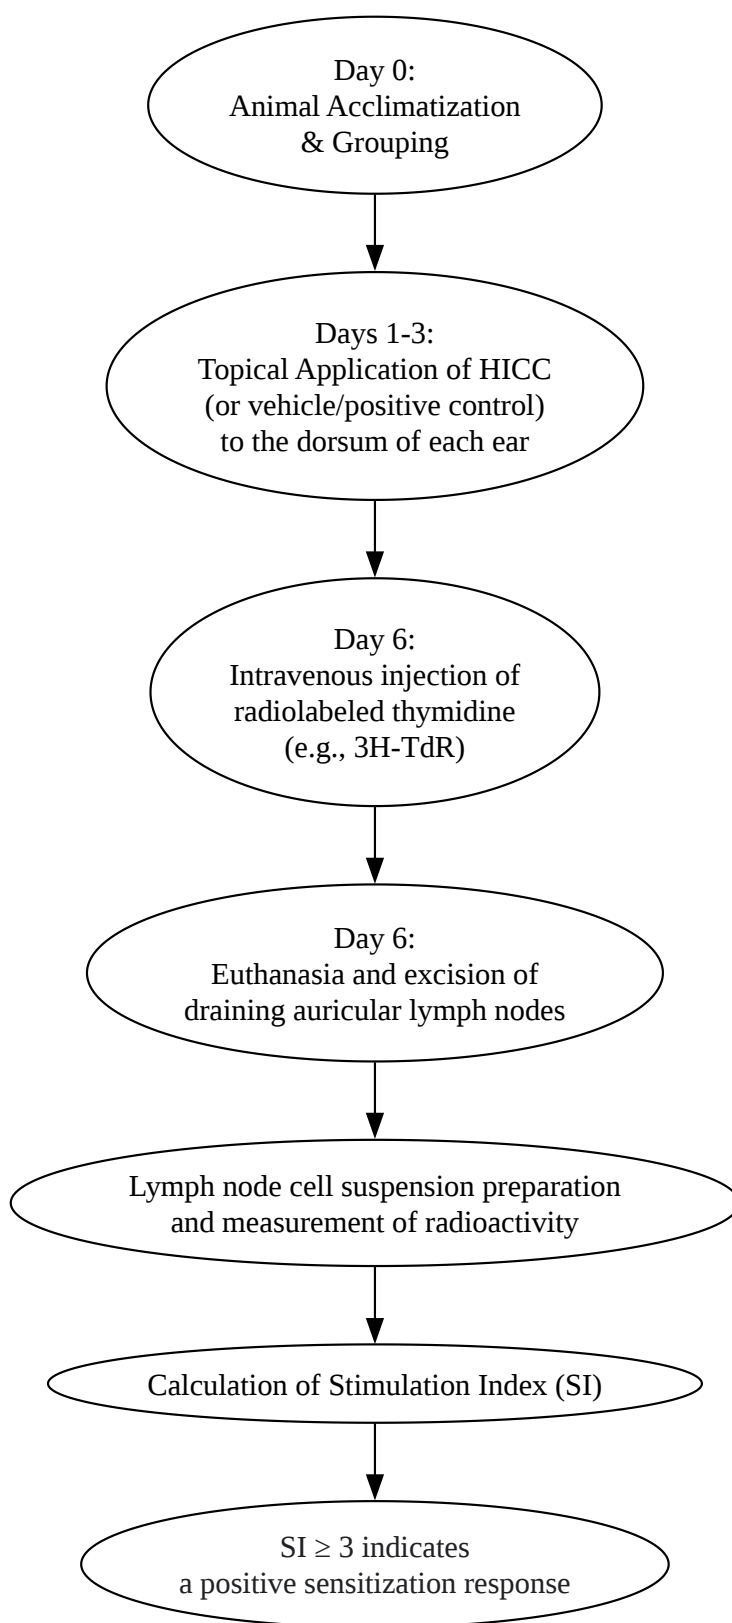 Day 0:
Animal Acclimatization
& Grouping
Days 1-3:
Topical Application of HICC
(or vehicle/positive control)
to the dorsum of each ear
Day 6:
Intravenous injection of
radiolabeled thymidine
(e.g., 3H-TdR)
Day 6:
Euthanasia and excision of
draining auricular lymph nodes
Lymph node cell suspension preparation
and measurement of radioactivity
Calculation of Stimulation Index (SI)
SI ≥ 3 indicates
a positive sensitization response